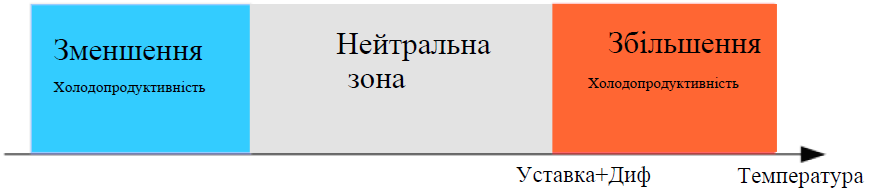 Зменшення
Холодопродуктивність
Нейтральна
зона
Збільшення
Холодопродуктивність
Уставка+Диф
Температура